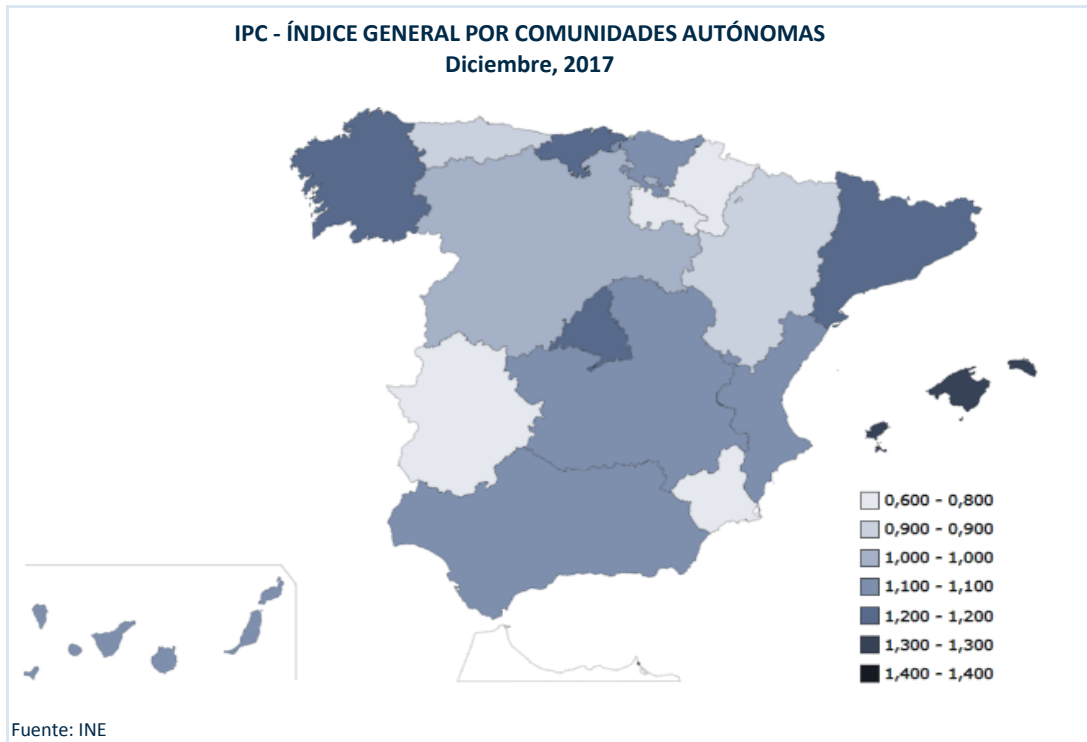 IPC - ÍNDICE GENERAL POR COMUNIDADES AUTÓNOMAS
Diciembre, 2017
0,600 - 0,800
0,900 - 0,900
1,000 - 1,000
1,100 - 1,100
1,200 - 1,200
1,300 - 1,300
1,400 - 1,400
Fuente: INE